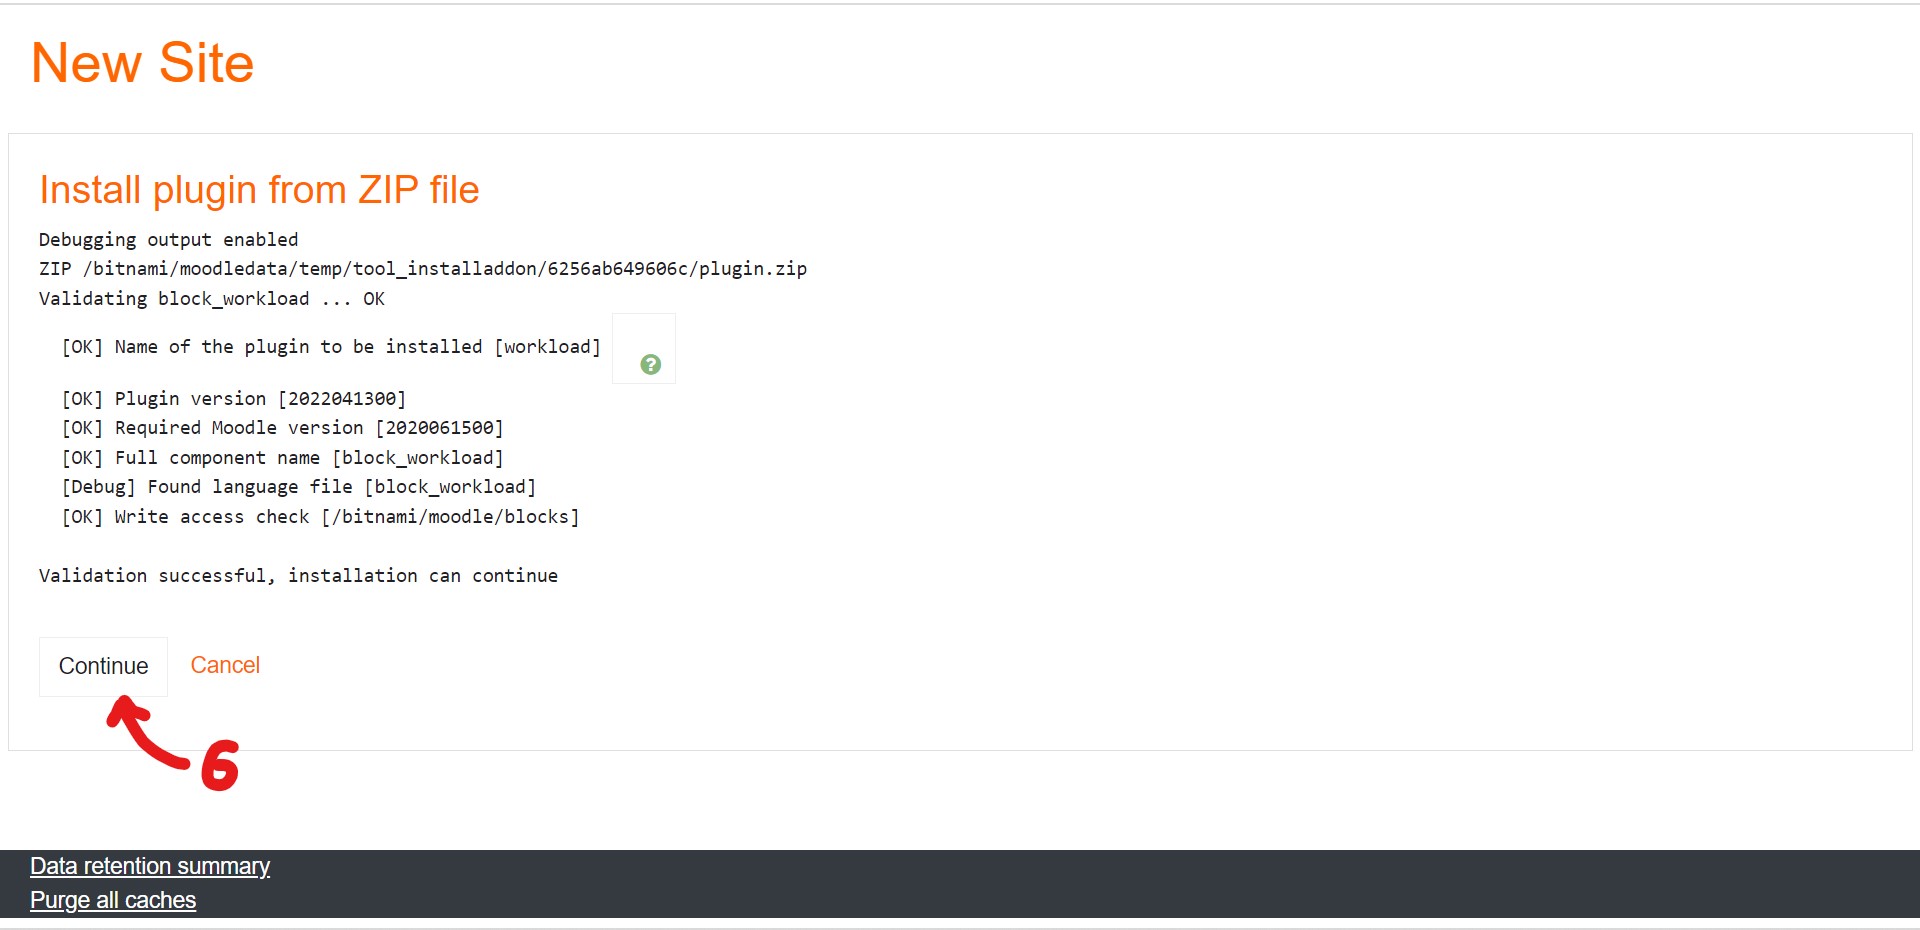 New Site
Install plugin from ZIP file
Debugging output enabled
ZIP /bitnami/moodledata/temp/tool_installaddon/6256ab649606c/plugin.zip
Validating block_workload ... OK
[OK] Name of the plugin to be installed [workload] ?
[OK] Plugin version [2022041300]
[OK] Required Moodle version [2020061500]
[OK] Full component name [block_workload]
[Debug] Found language file [block_workload]
[OK] Write access check [/bitnami/moodle/blocks]
Validation successful, installation can continue
Continue Cancel
6
Data retention summary
Purge all caches